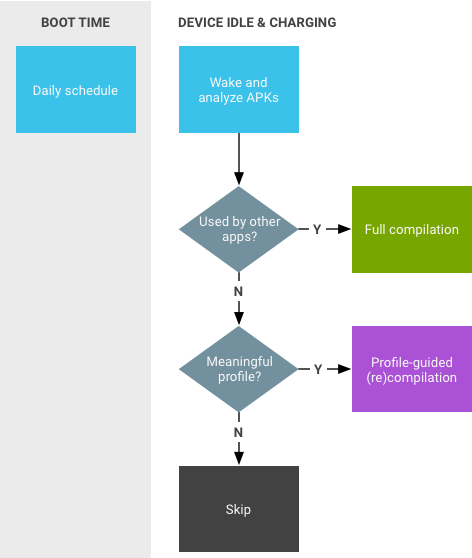 BOOT TIME
DEVICE IDLE & CHARGING
Daily schedule
Wake and
analyze APKs
Used by other
apps?
Y
Full compilation
N
Meaningful
profile?
Y
Profile-guided
(re)compilation
N
Skip